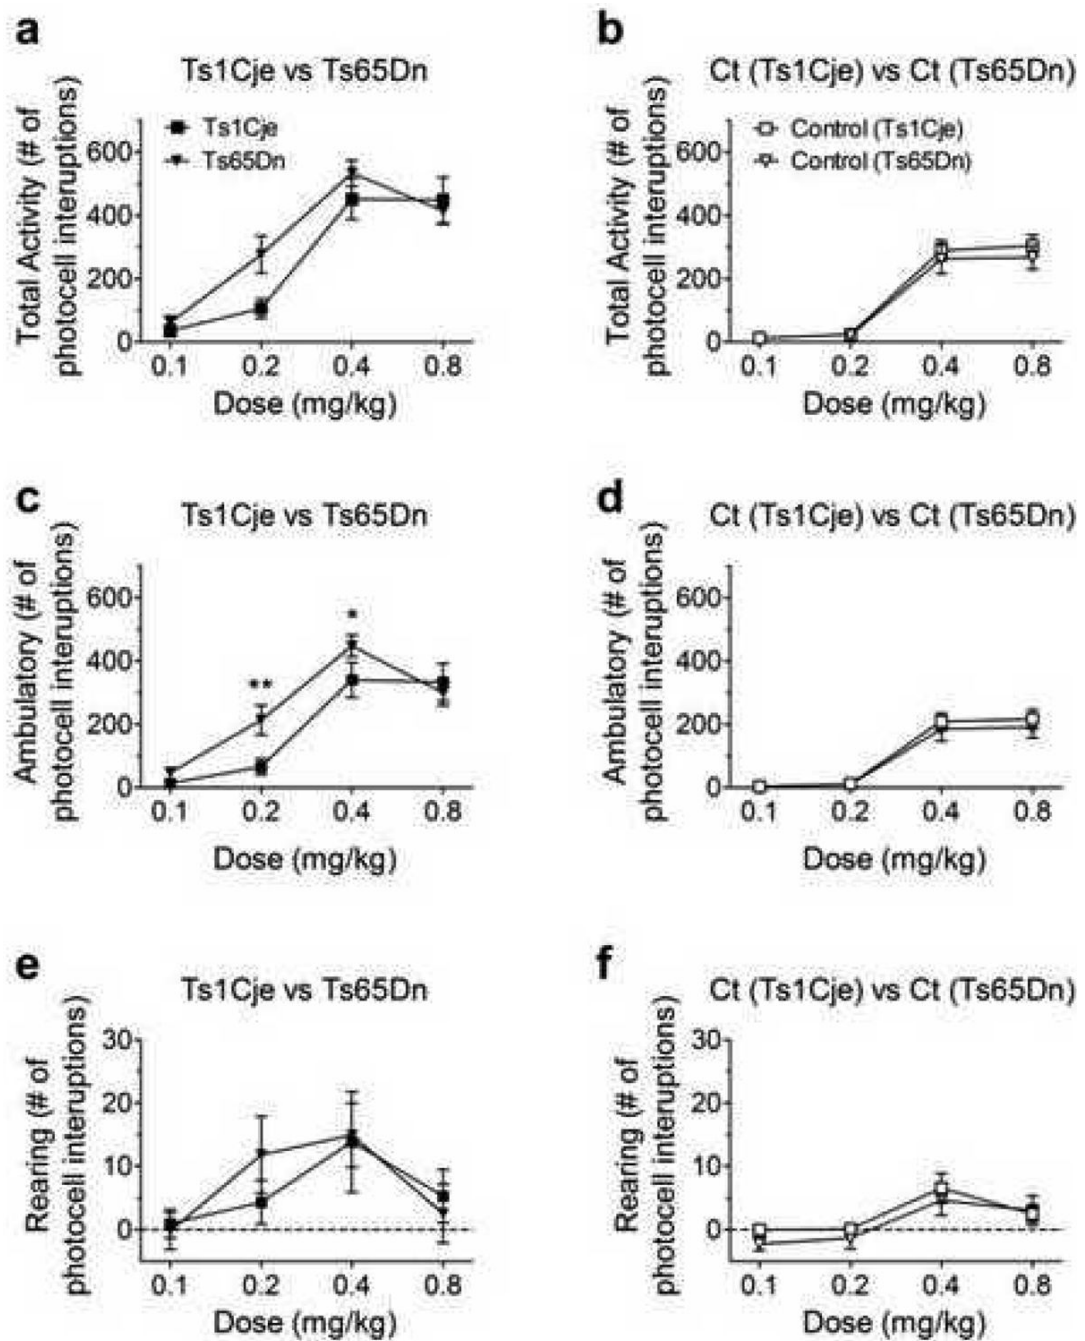 a
Ts1Cje vs Ts65Dn
Total Activity (# of
photocell interuptions)
Ts1Cje
Ts65Dn
600
400
200
0
0.1 0.2 0.4 0.8
Dose (mg/kg)
b
Ct (Ts1Cje) vs Ct (Ts65Dn)
Total Activity (# of
photocell interuptions)
Control (Ts1Cje)
Control (Ts65Dn)
600
400
200
0
0.1 0.2 0.4 0.8
Dose (mg/kg)
c
Ts1Cje vs Ts65Dn
Ambulatory (# of
photocell interuptions)
600
400
200
0
**
*
0.1 0.2 0.4 0.8
Dose (mg/kg)
d
Ct (Ts1Cje) vs Ct (Ts65Dn)
Ambulatory (# of
photocell interuptions)
600
400
200
0
0.1 0.2 0.4 0.8
Dose (mg/kg)
e
Ts1Cje vs Ts65Dn
Rearing (# of
photocell interuptions)
30
20
10
0
0.1 0.2 0.4 0.8
Dose (mg/kg)
f
Ct (Ts1Cje) vs Ct (Ts65Dn)
Rearing (# of
photocell interuptions)
30
20
10
0
0.1 0.2 0.4 0.8
Dose (mg/kg)